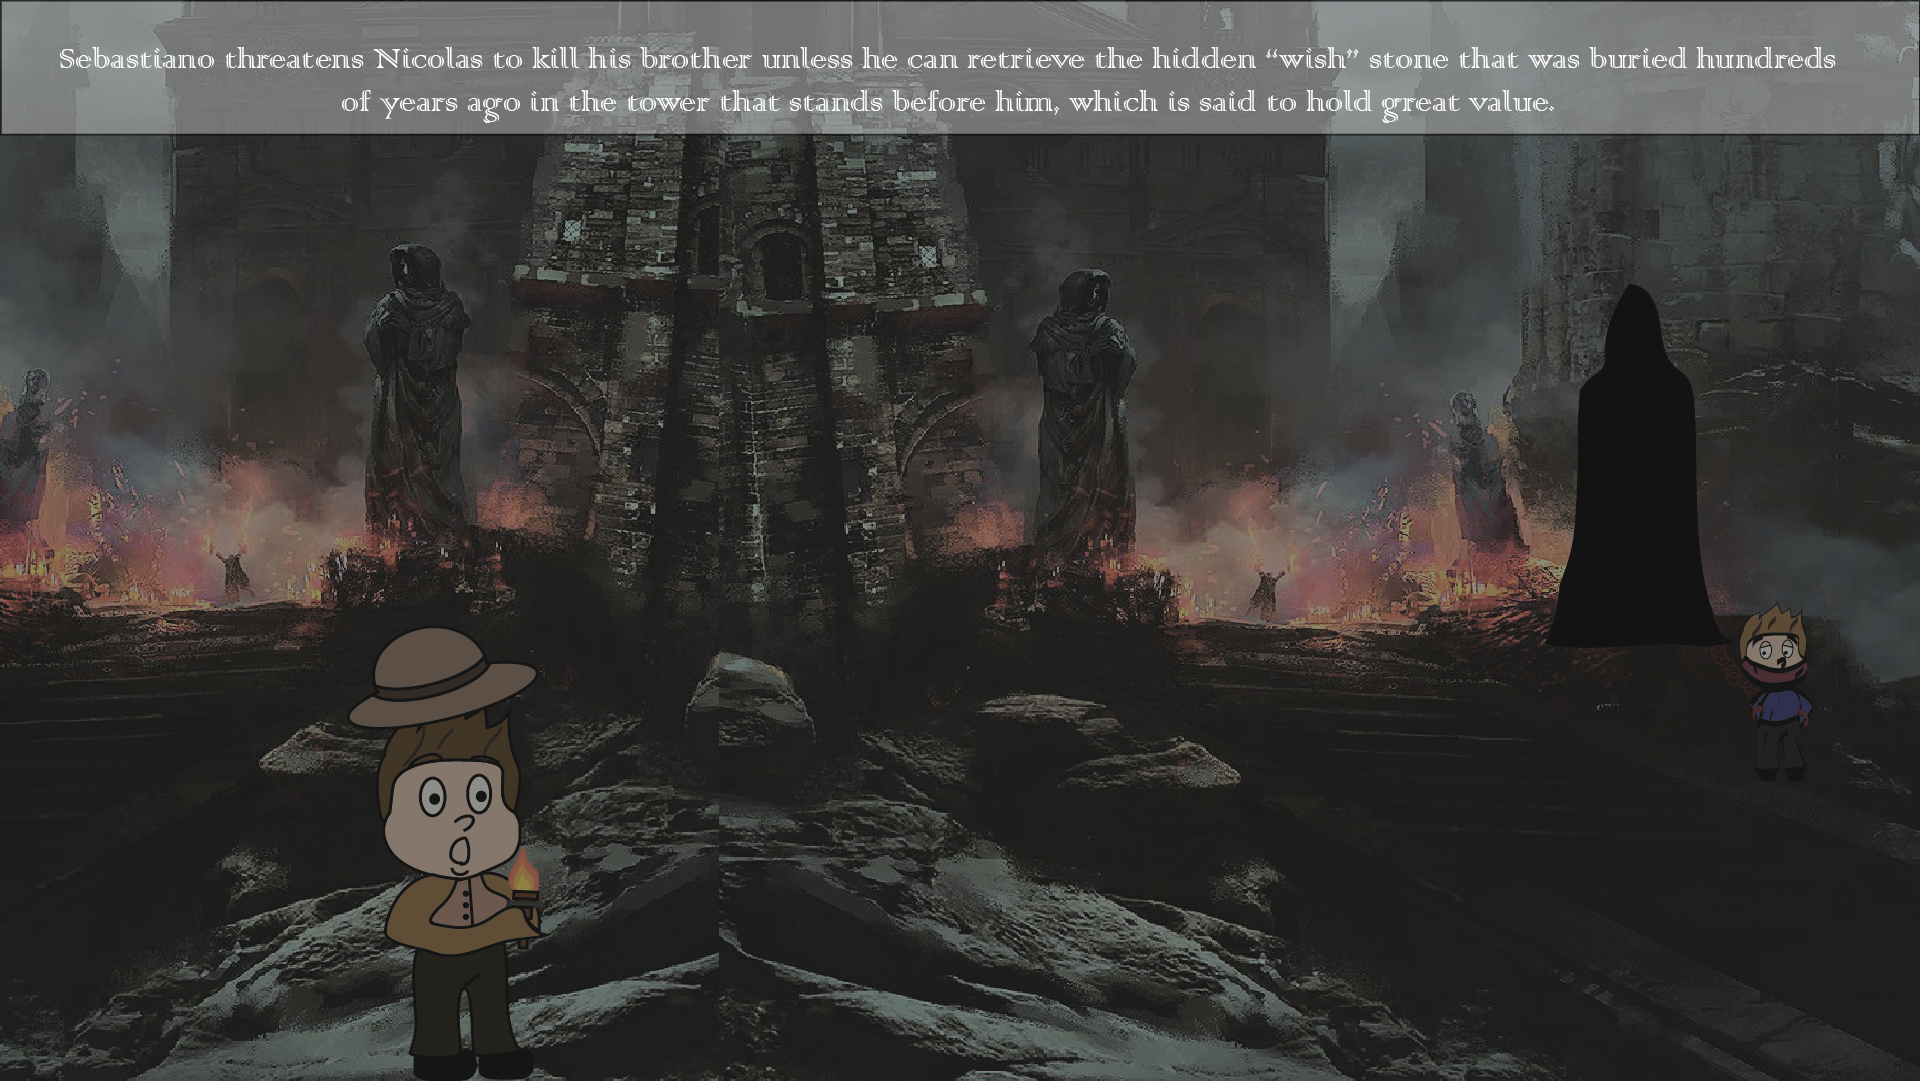 Sebastiano threatens Nicolas to kill his brother unless he can retrieve the hidden “wish” stone that was buried hundreds
of years ago in the tower that stands before him, which is said to hold great value.